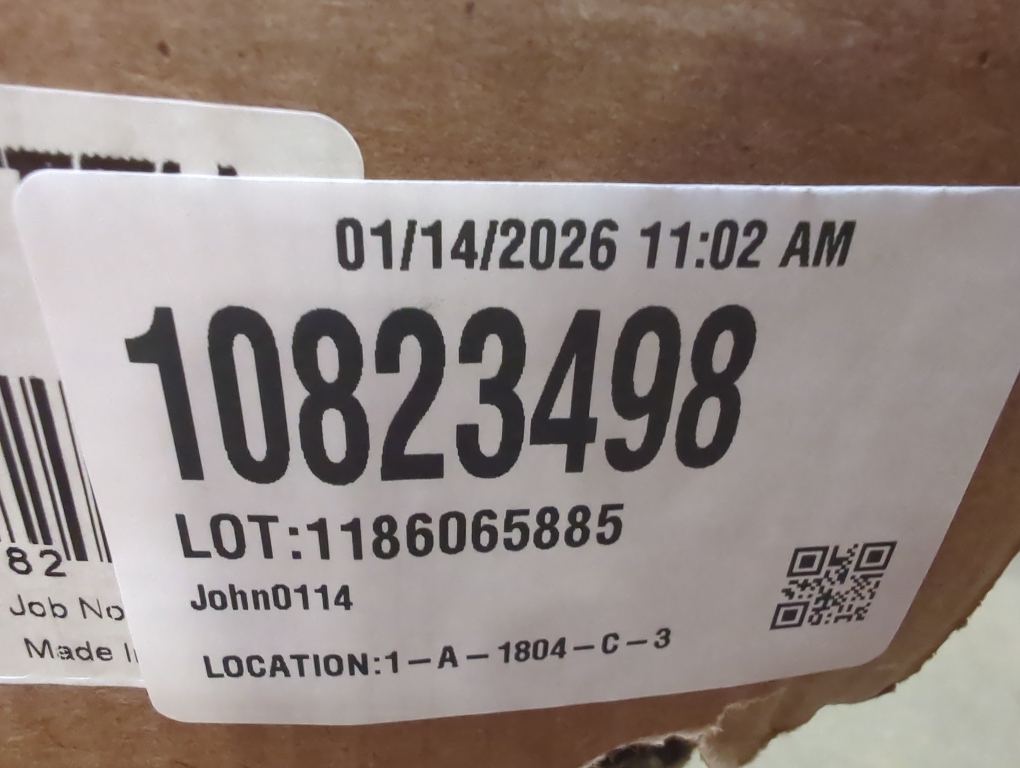 01/14/2026 11:02 AM
10823498
LOT:1186065885
John0114
LOCATION:1-A-1804-C-3
82
Job No
Made